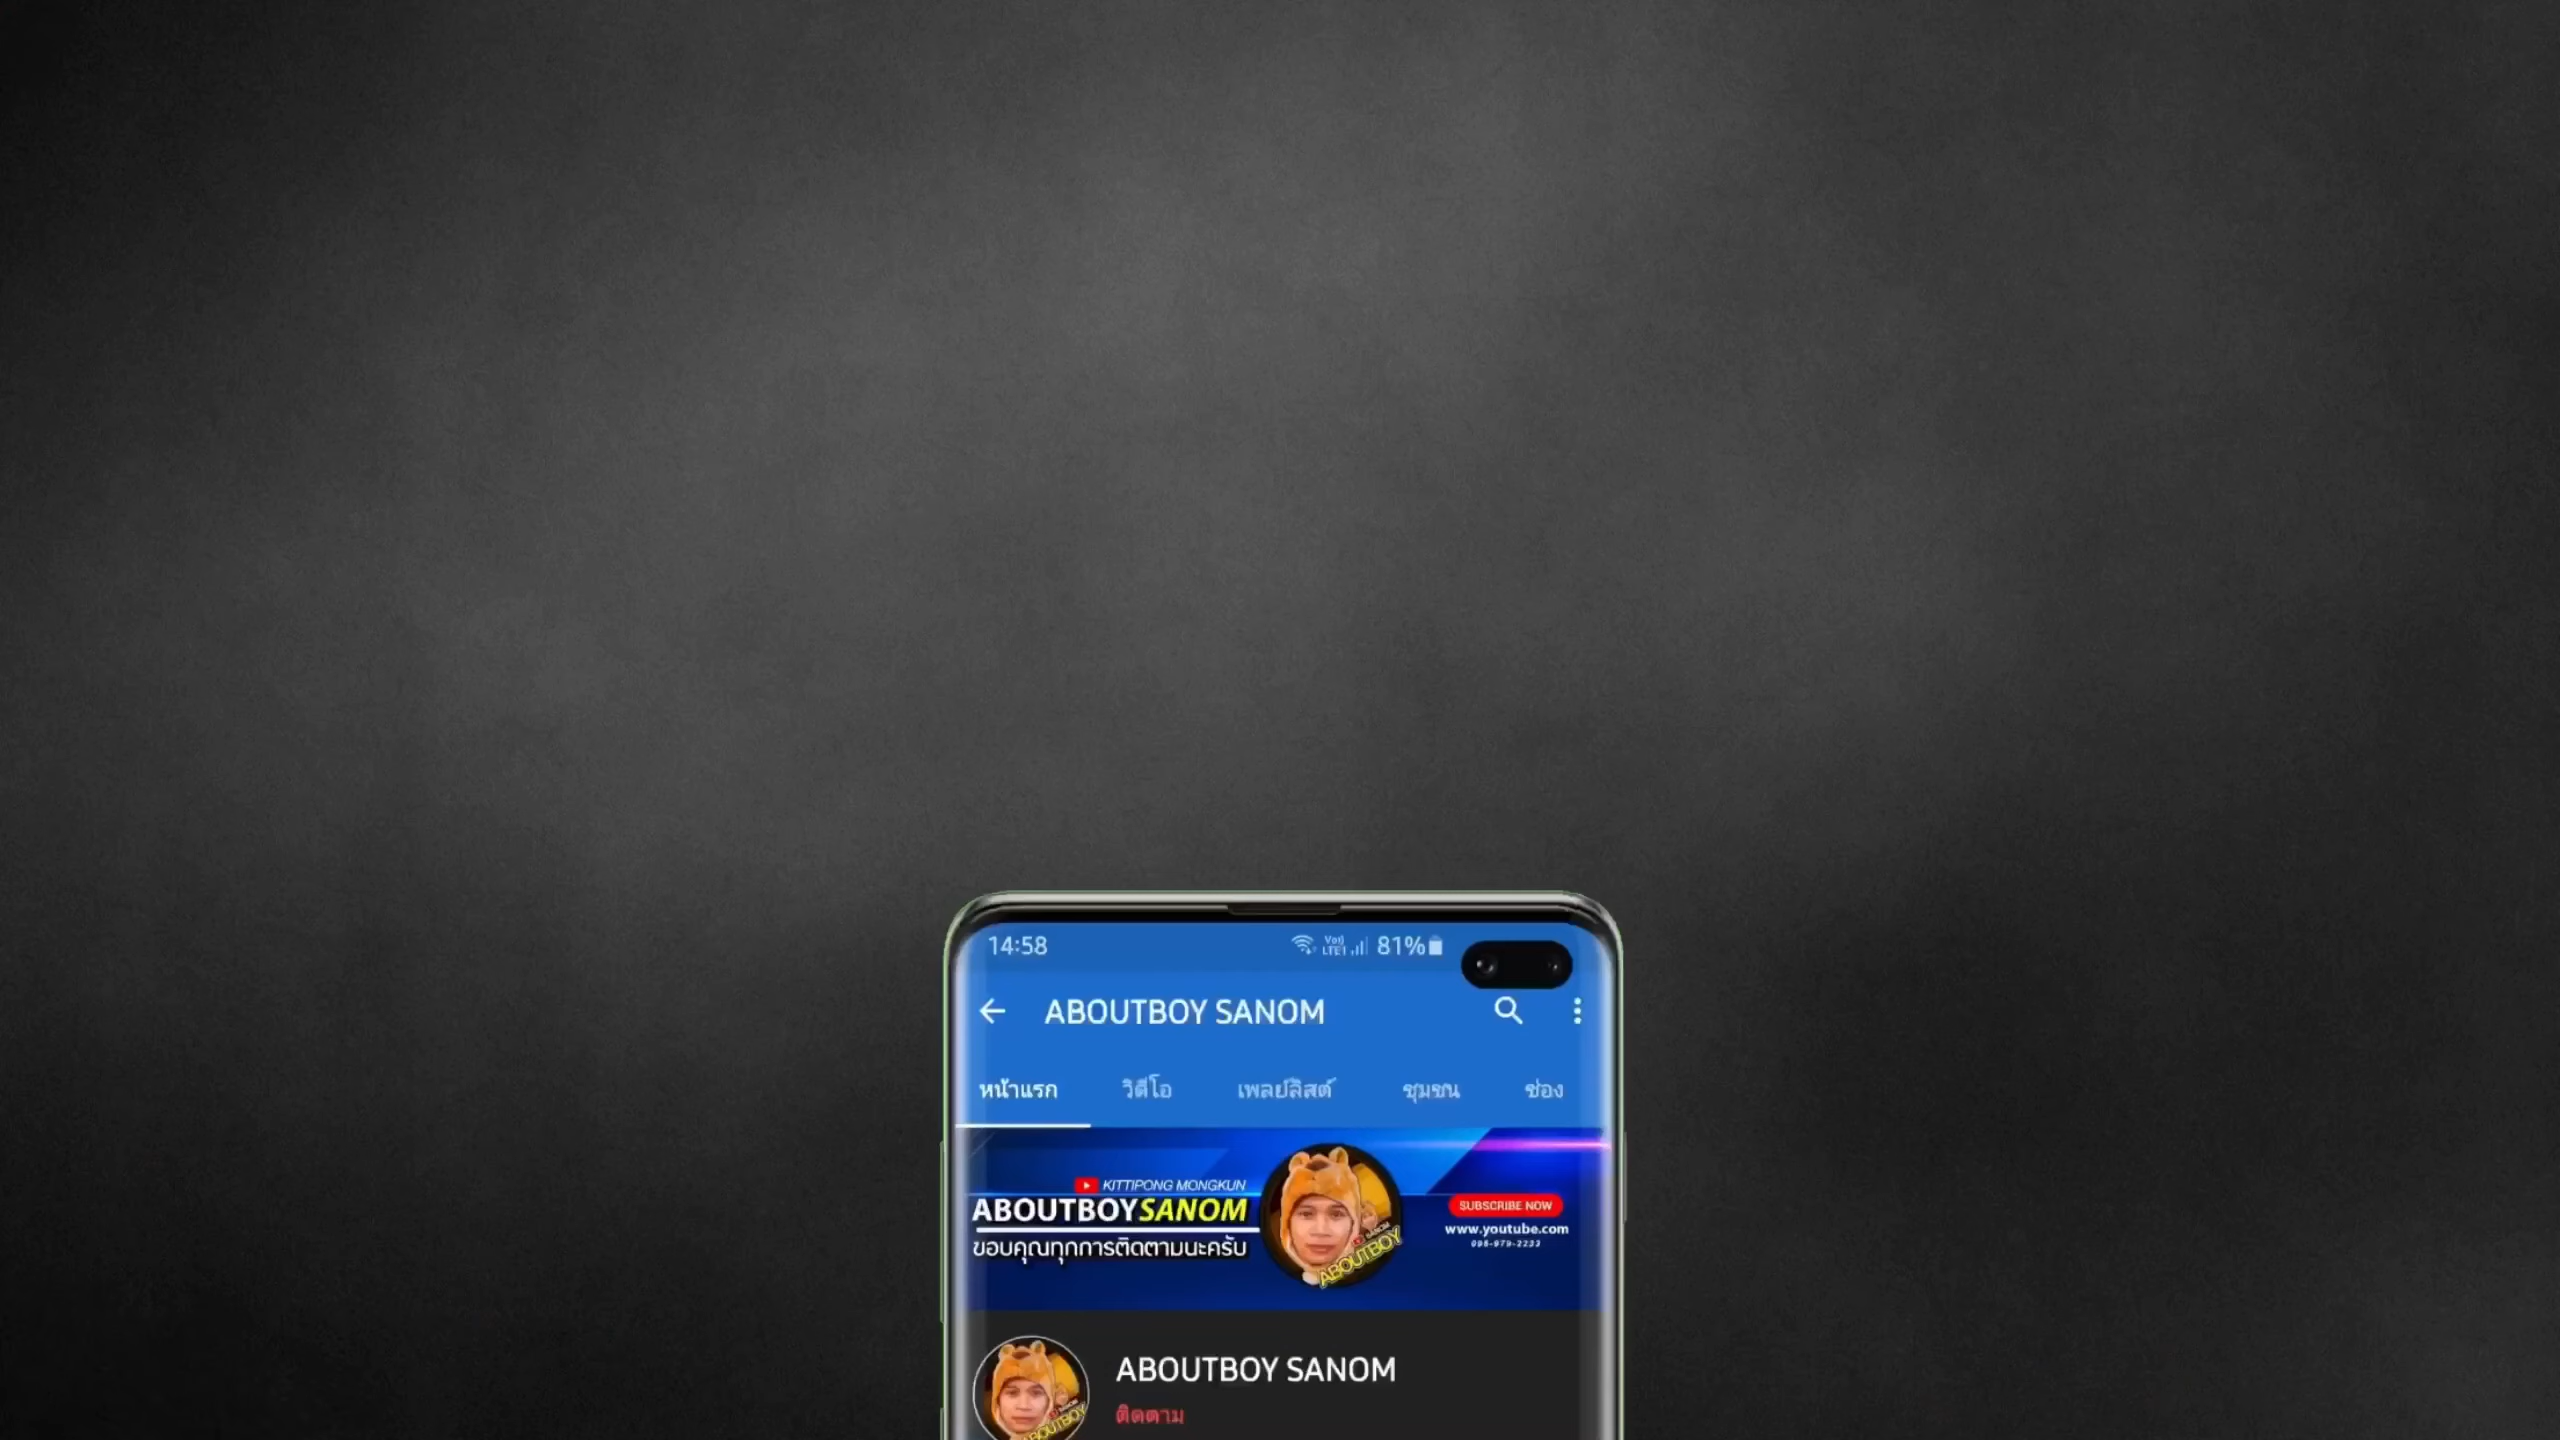 14:58 81%
ABOUTBOY SANOM
หน้าแรก วิดีโอ เพลย์ลิสต์ ชุมชน ช่อง
KITTIPONG MONGKUN
ABOUTBOYSANOM
ขอบคุณทุกการติดตามนะครับ
ABOUTBOY
SUBSCRIBE NOW
www.youtube.com
ABOUTBOY SANOM
ติดตาม
ABOUTBOY